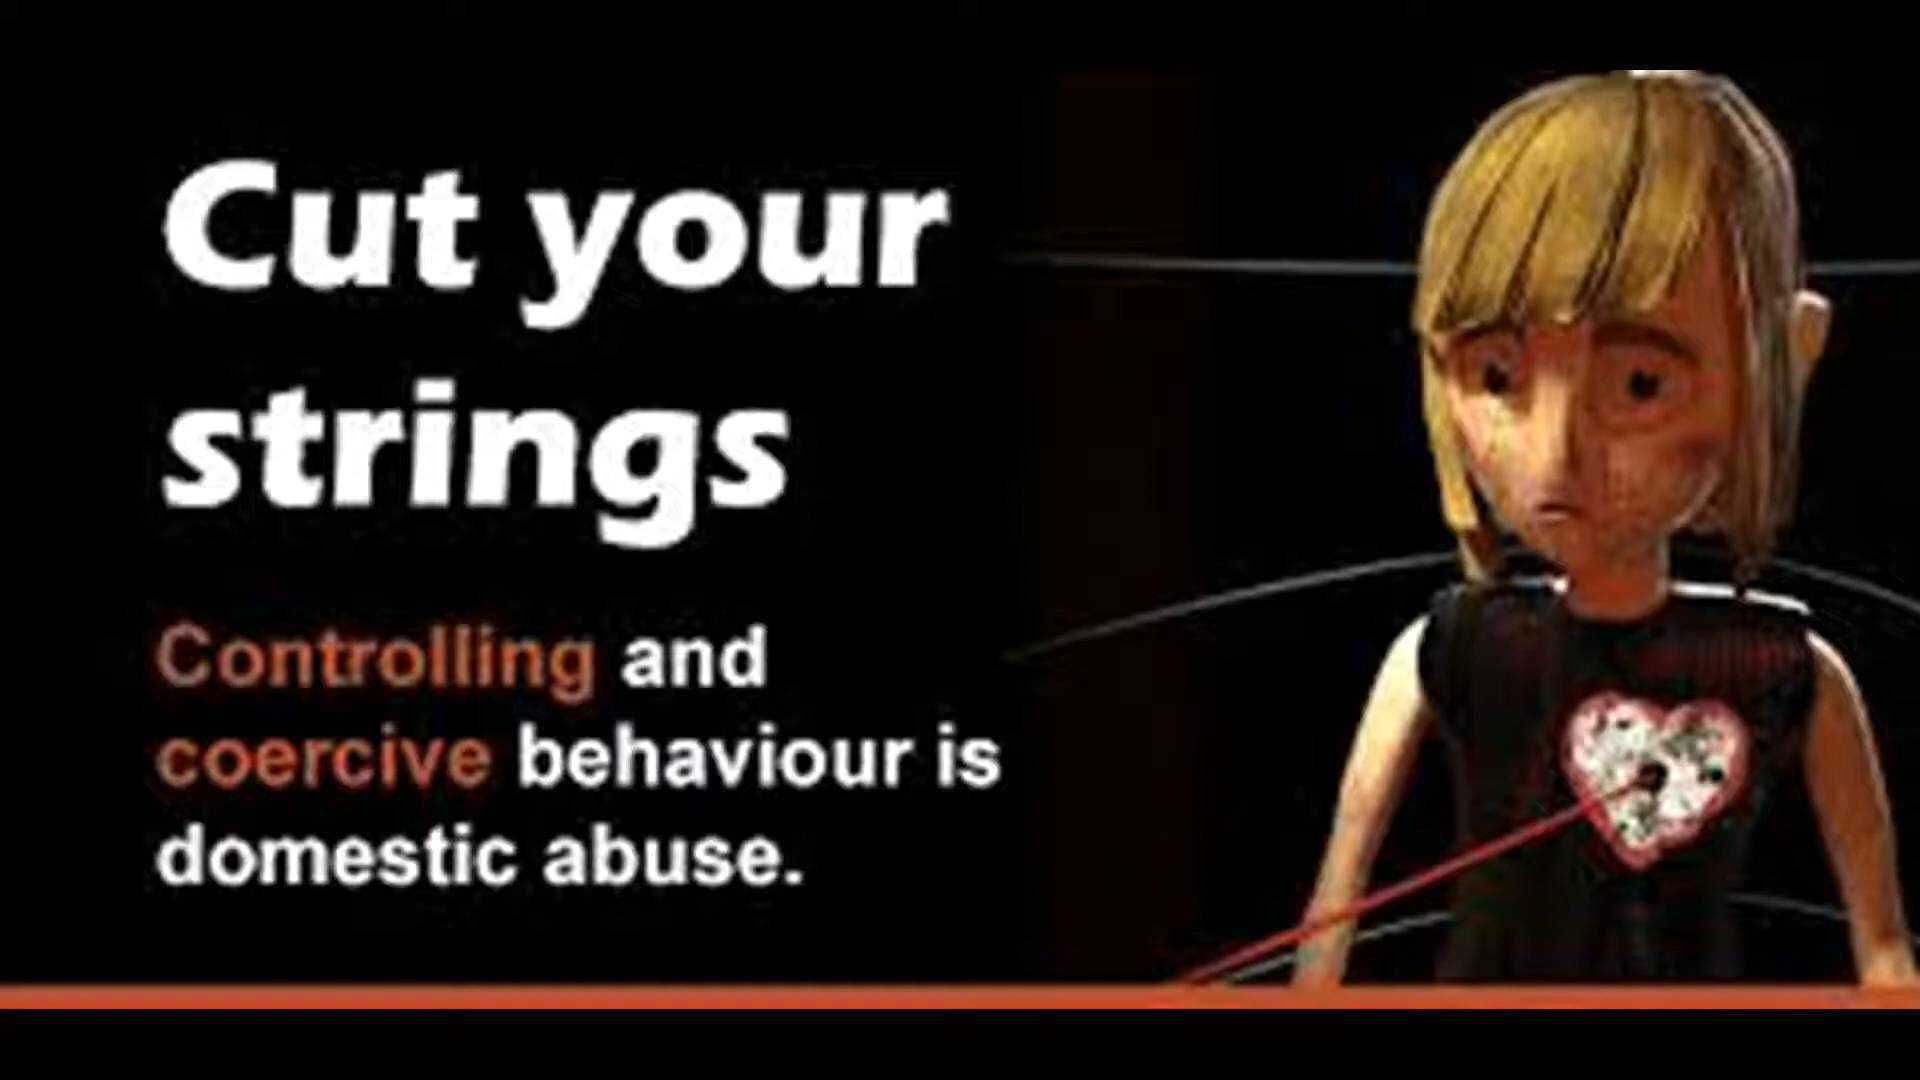 Cut your
strings
Controlling and
coercive behaviour is
domestic abuse.